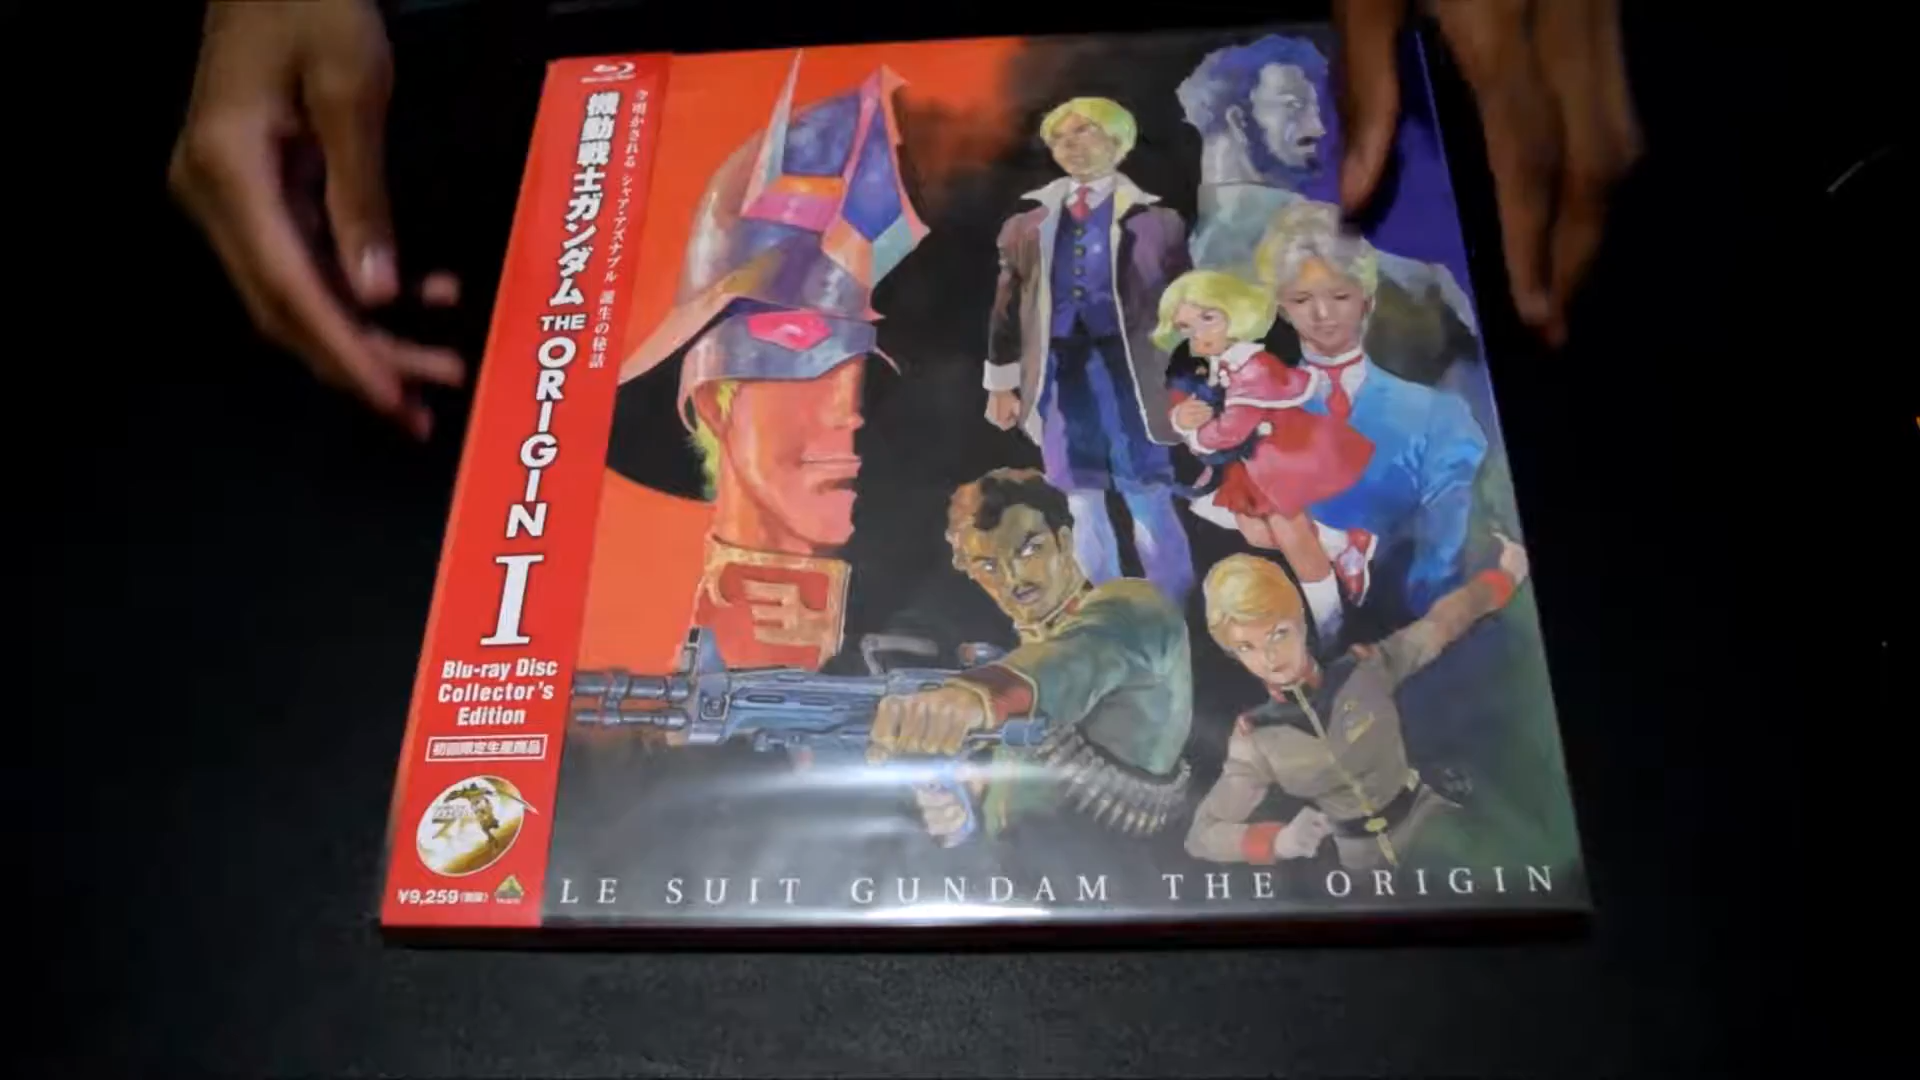 機動戦士ガンダム THE ORIGIN I
今明かされる シャア・アズナブル 誕生の秘話
Blu-ray Disc
Collector's
Edition
初回限定生産商品
¥9,259
LE SUIT GUNDAM THE ORIGIN